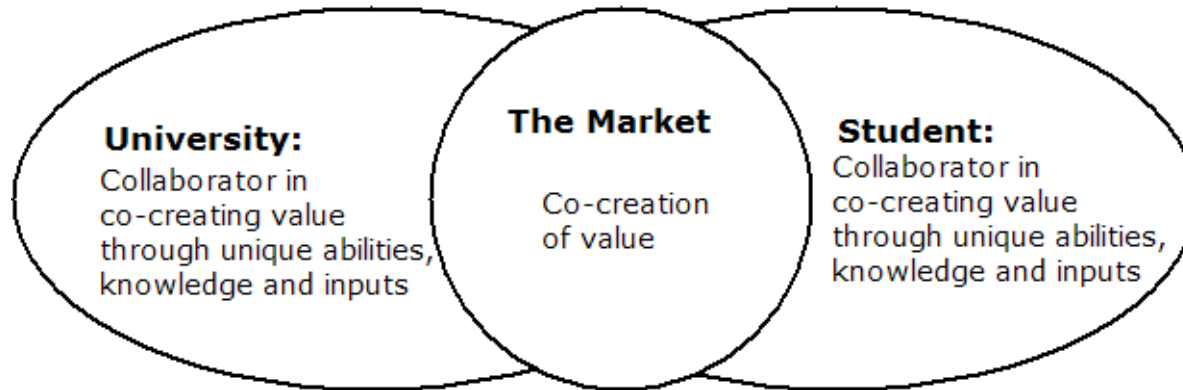 University:
Collaborator in
co-creating value
through unique abilities,
knowledge and inputs
The Market
Co-creation
of value
Student:
Collaborator in
co-creating value
through unique abilities,
knowledge and inputs